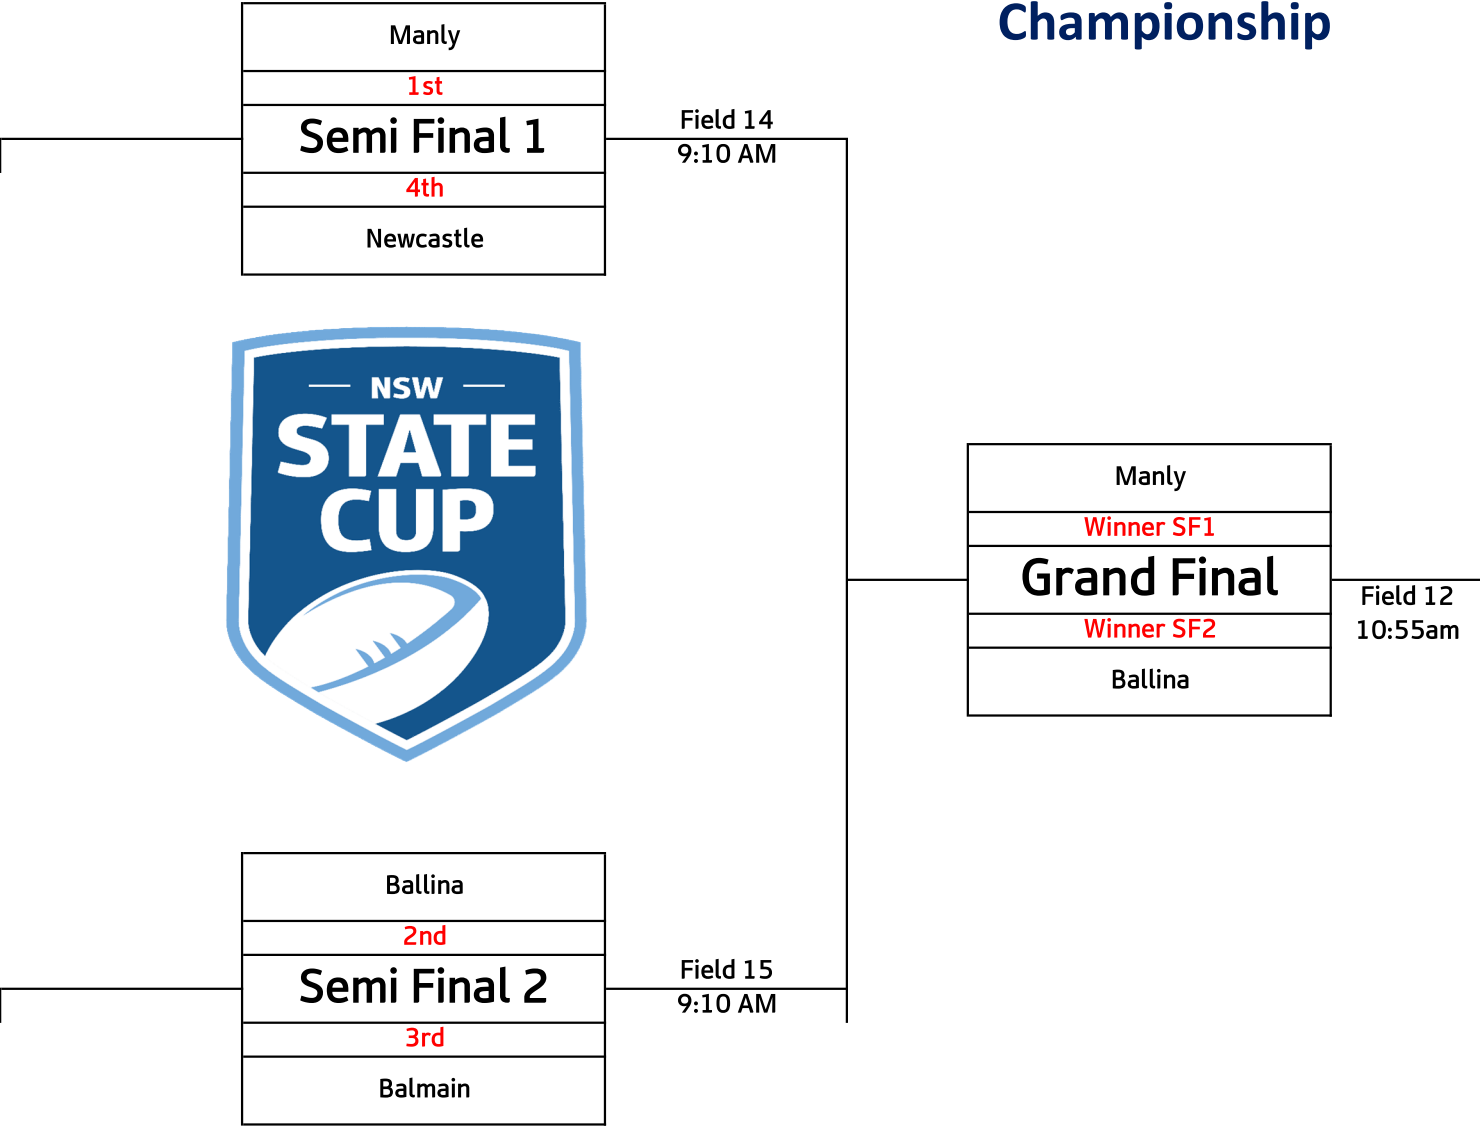 Championship
Manly
1st
Semi Final 1
4th
Newcastle
Field 14
9:10 AM
NSW
STATE
CUP
Manly
Winner SF1
Grand Final
Winner SF2
Ballina
Field 12
10:55am
Ballina
2nd
Semi Final 2
3rd
Balmain
Field 15
9:10 AM